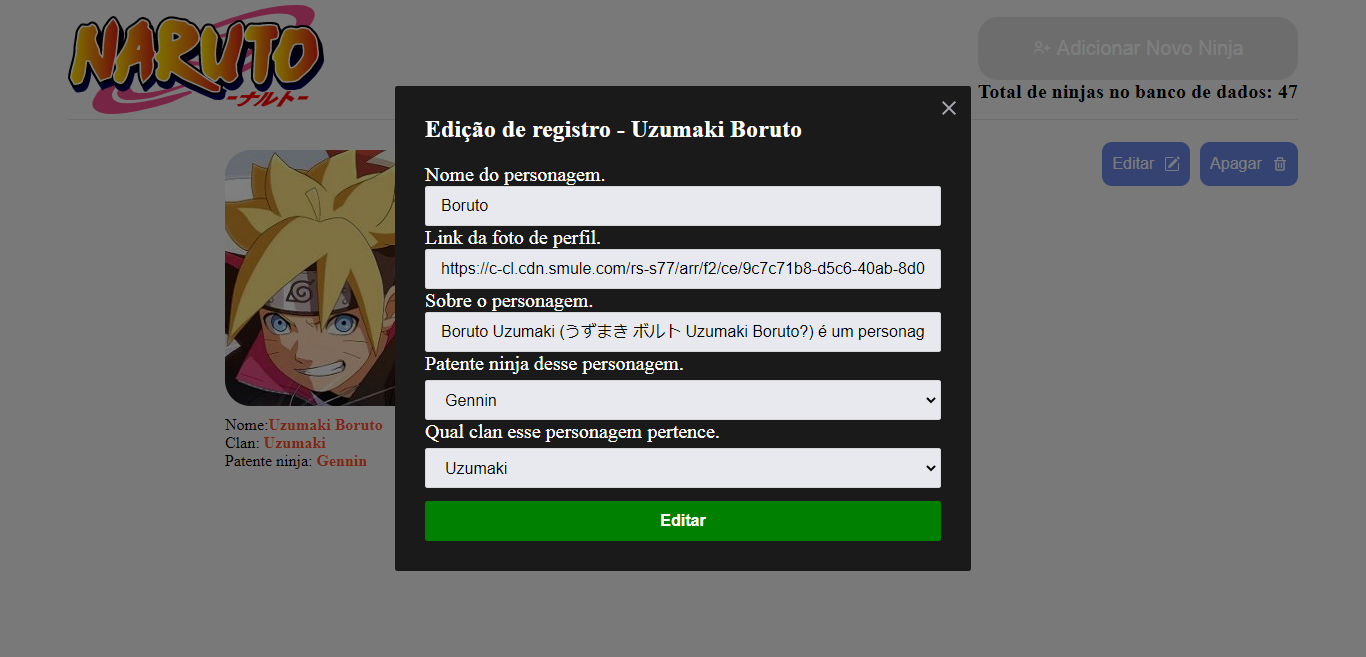 NARUTO
ーナルトー
Adicionar Novo Ninja
Total de ninjas no banco de dados: 47
Editar
Apagar
Edição de registro - Uzumaki Boruto
Nome do personagem.
Boruto
Link da foto de perfil.
https://c-cl.cdn.smule.com/rs-s77/arr/f2/ce/9c7c71b8-d5c6-40ab-8d0
Sobre o personagem.
Boruto Uzumaki (うずまき ボルト Uzumaki Boruto?) é um personag
Patente ninja desse personagem.
Gennin
Qual clan esse personagem pertence.
Uzumaki
Editar
Nome:Uzumaki Boruto
Clan: Uzumaki
Patente ninja: Gennin